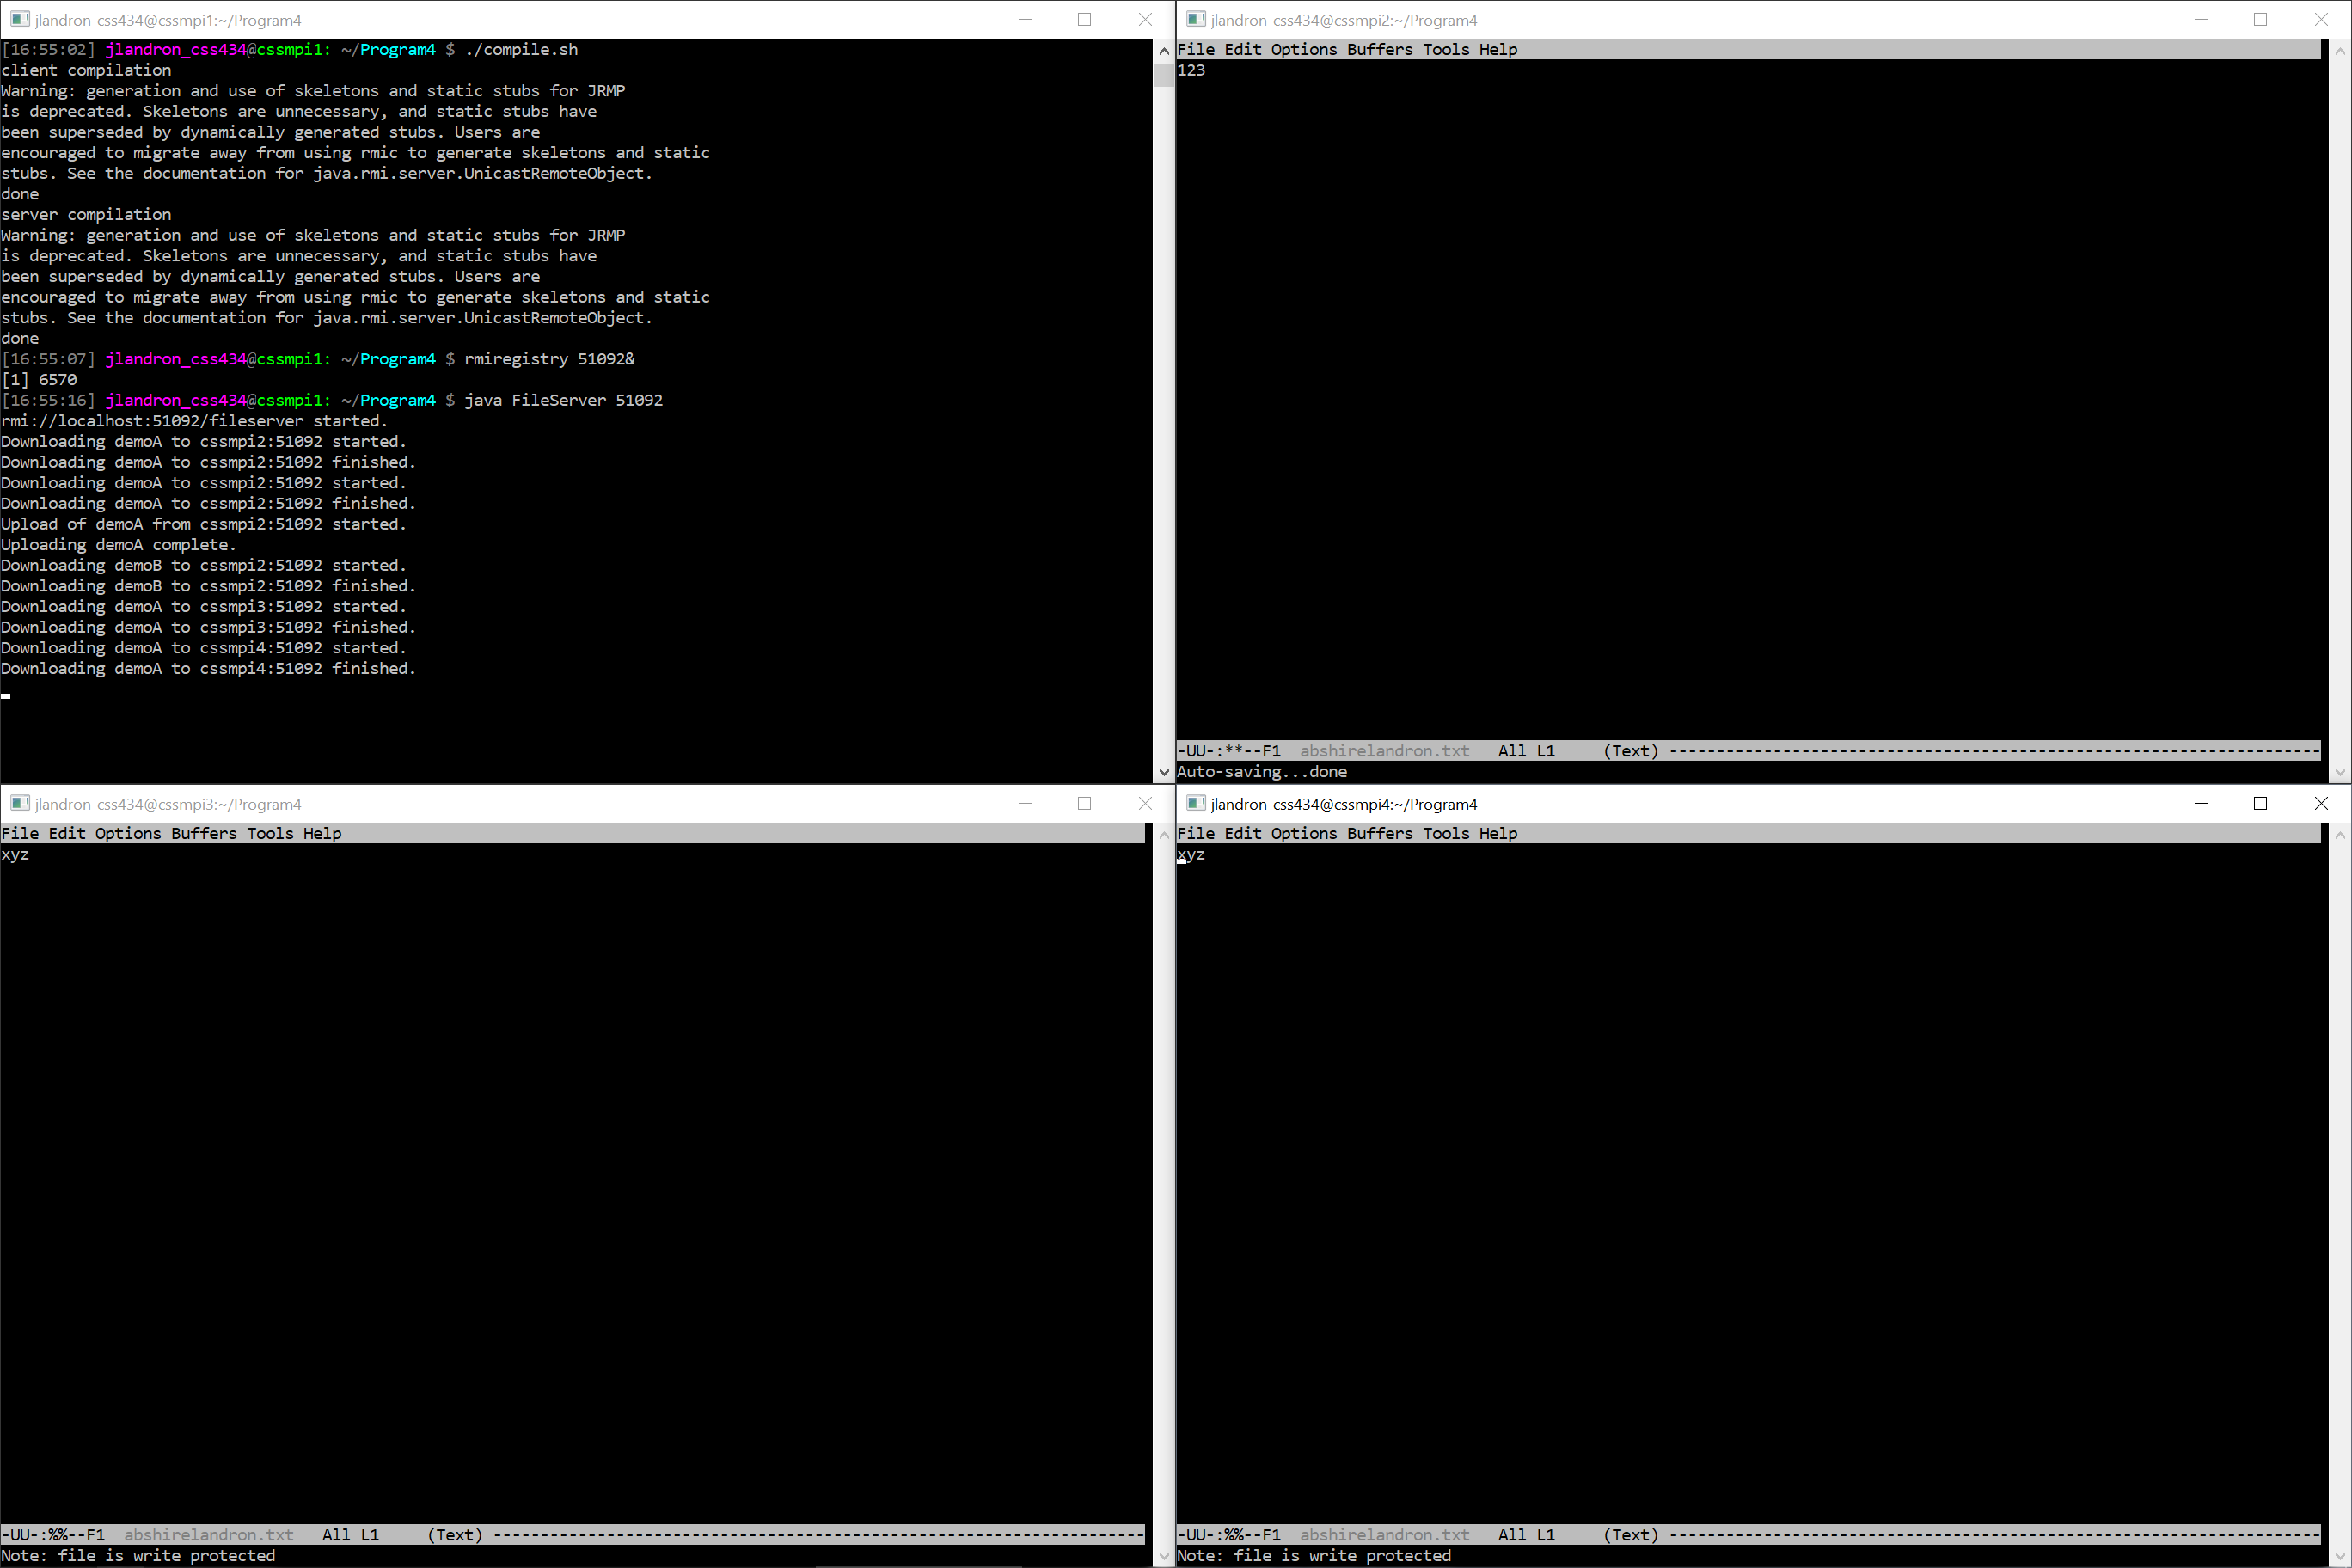 jlandron_css434@cssmpi1:~/Program4
[16:55:02] jlandron_css434@cssmpi1: ~/Program4 $ ./compile.sh
client compilation
Warning: generation and use of skeletons and static stubs for JRMP
is deprecated. Skeletons are unnecessary, and static stubs have
been superseded by dynamically generated stubs. Users are
encouraged to migrate away from using rmic to generate skeletons and static
stubs. See the documentation for java.rmi.server.UnicastRemoteObject.
done
server compilation
Warning: generation and use of skeletons and static stubs for JRMP
is deprecated. Skeletons are unnecessary, and static stubs have
been superseded by dynamically generated stubs. Users are
encouraged to migrate away from using rmic to generate skeletons and static
stubs. See the documentation for java.rmi.server.UnicastRemoteObject.
done
[16:55:07] jlandron_css434@cssmpi1: ~/Program4 $ rmiregistry 51092&
[1] 6570
[16:55:16] jlandron_css434@cssmpi1: ~/Program4 $ java FileServer 51092
rmi://localhost:51092/fileserver started.
Downloading demoA to cssmpi2:51092 started.
Downloading demoA to cssmpi2:51092 finished.
Downloading demoA to cssmpi2:51092 started.
Downloading demoA to cssmpi2:51092 finished.
Upload of demoA from cssmpi2:51092 started.
Uploading demoA complete.
Downloading demoB to cssmpi2:51092 started.
Downloading demoB to cssmpi2:51092 finished.
Downloading demoA to cssmpi3:51092 started.
Downloading demoA to cssmpi3:51092 finished.
Downloading demoA to cssmpi4:51092 started.
Downloading demoA to cssmpi4:51092 finished.
jlandron_css434@cssmpi2:~/Program4
File Edit Options Buffers Tools Help
123
-UU-:**--F1  abshirelandron.txt   All L1     (Text) ---------------------------------------------------------------------
Auto-saving...done
jlandron_css434@cssmpi3:~/Program4
File Edit Options Buffers Tools Help
xyz
-UU-:%%--F1  abshirelandron.txt   All L1     (Text) ---------------------------------------------------------------------
Note: file is write protected
jlandron_css434@cssmpi4:~/Program4
File Edit Options Buffers Tools Help
xyz
-UU-:%%--F1  abshirelandron.txt   All L1     (Text) ---------------------------------------------------------------------
Note: file is write protected